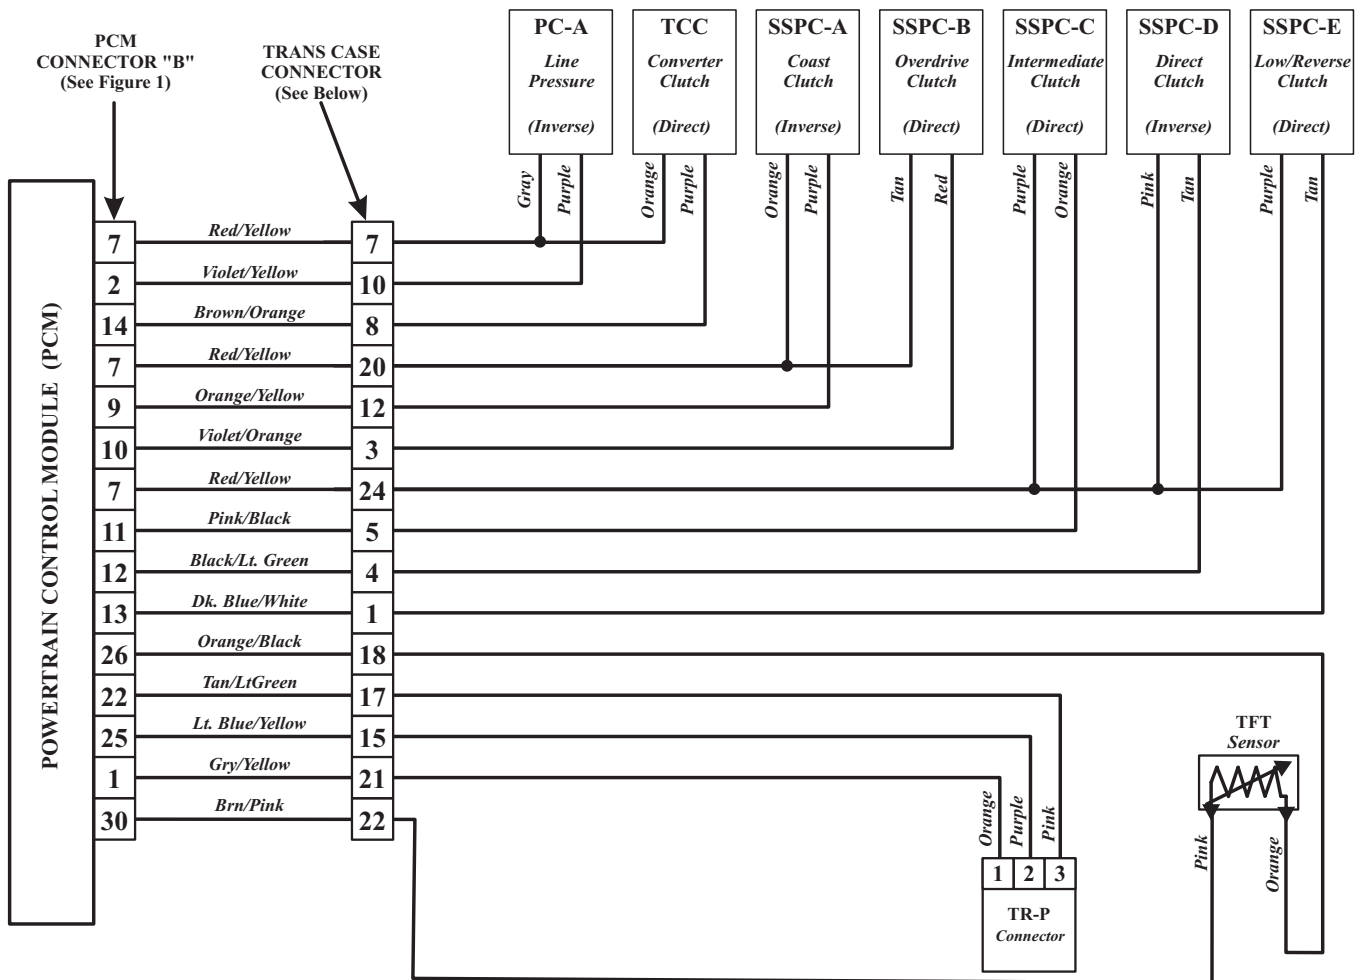 PCM
CONNECTOR "B"
(See Figure 1)
TRANS CASE
CONNECTOR
(See Below)
PC-A
Line
Pressure
(Inverse)
TCC
Converter
Clutch
(Direct)
SSPC-A
Coast
Clutch
(Inverse)
SSPC-B
Overdrive
Clutch
(Direct)
SSPC-C
Intermediate
Clutch
(Direct)
SSPC-D
Direct
Clutch
(Inverse)
SSPC-E
Low/Reverse
Clutch
(Direct)
Gray
Purple
Orange
Purple
Orange
Purple
Tan
Red
Purple
Orange
Pink
Tan
Purple
Tan
POWERTRAIN CONTROL MODULE (PCM)
7 Red/Yellow 7
2 Violet/Yellow 10
14 Brown/Orange 8
7 Red/Yellow 20
9 Orange/Yellow 12
10 Violet/Orange 3
7 Red/Yellow 24
11 Pink/Black 5
12 Black/Lt. Green 4
13 Dk. Blue/White 1
26 Orange/Black 18
22 Tan/LtGreen 17
25 Lt. Blue/Yellow 15
1 Gry/Yellow 21
30 Brn/Pink 22
Orange
Purple
Pink
1 2 3
TR-P
Connector
TFT
Sensor
Pink
Orange